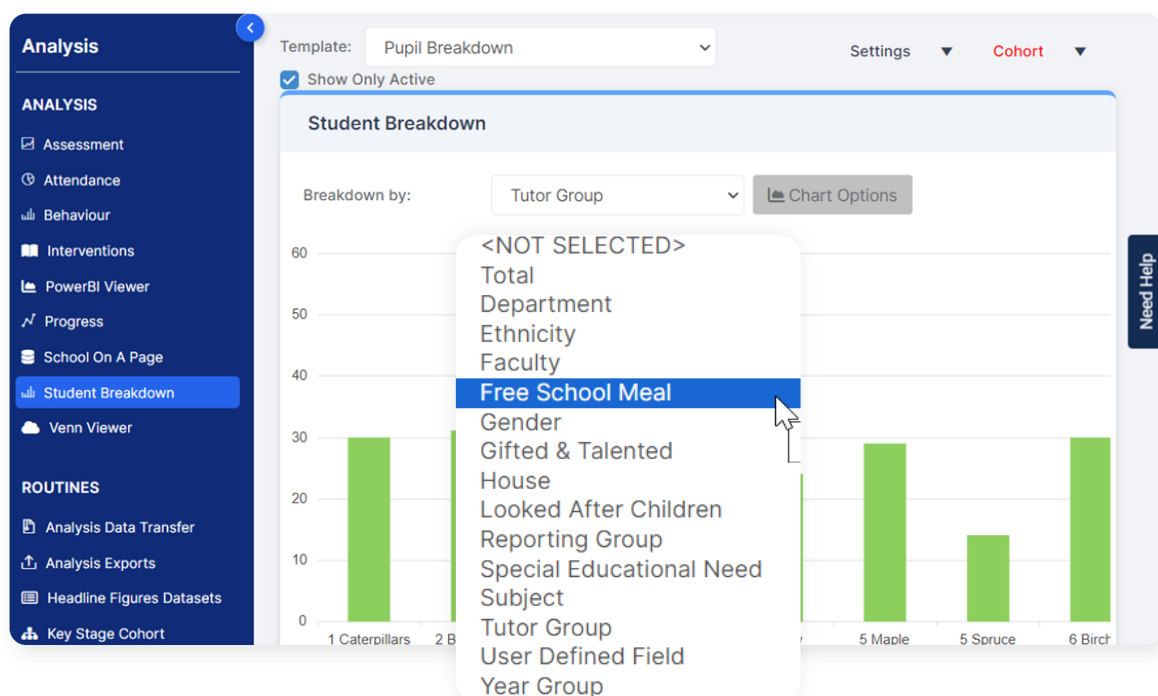 Analysis
ANALYSIS
Assessment
Attendance
Behaviour
Interventions
PowerBI Viewer
Progress
School On A Page
Student Breakdown
Venn Viewer
ROUTINES
Analysis Data Transfer
Analysis Exports
Headline Figures Datasets
Key Stage Cohort
Template: Pupil Breakdown
Settings Cohort
Show Only Active
Student Breakdown
Breakdown by: Tutor Group Chart Options
<NOT SELECTED>
Total
Department
Ethnicity
Faculty
Free School Meal
Gender
Gifted & Talented
House
Looked After Children
Reporting Group
Special Educational Need
Subject
Tutor Group
User Defined Field
Year Group
60
50
40
30
20
10
0
1 Caterpillars 2 B 5 Maple 5 Spruce 6 Birch
Need Help